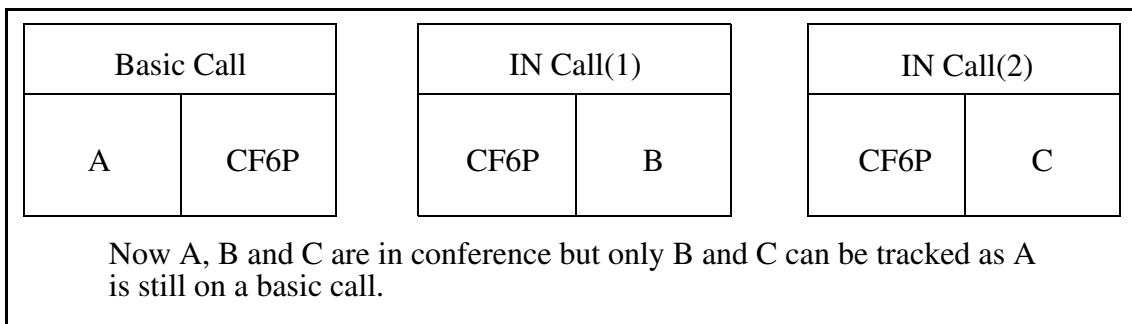 Basic Call
IN Call(1)
IN Call(2)
A
CF6P
CF6P
B
CF6P
C
Now A, B and C are in conference but only B and C can be tracked as A
is still on a basic call.